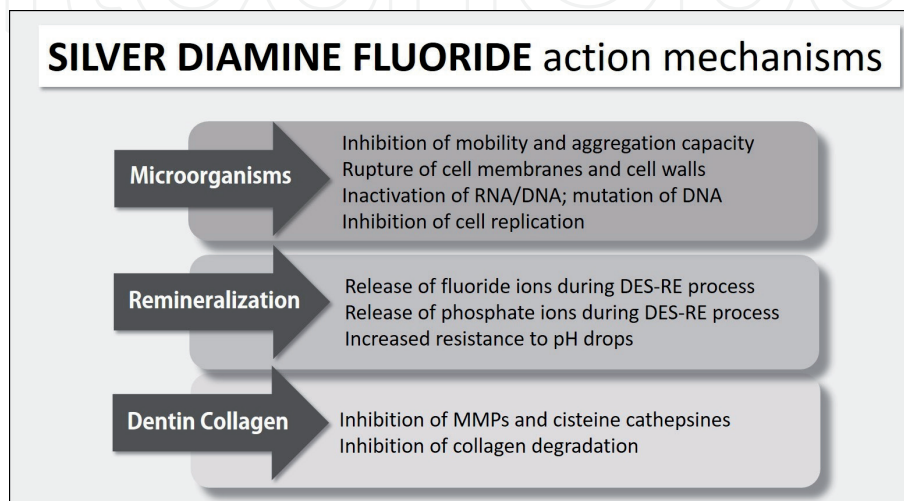 SILVER DIAMINE FLUORIDE action mechanisms
Microorganisms
Inhibition of mobility and aggregation capacity
Rupture of cell membranes and cell walls
Inactivation of RNA/DNA; mutation of DNA
Inhibition of cell replication
Remineralization
Release of fluoride ions during DES-RE process
Release of phosphate ions during DES-RE process
Increased resistance to pH drops
Dentin Collagen
Inhibition of MMPs and cisteine cathepsines
Inhibition of collagen degradation